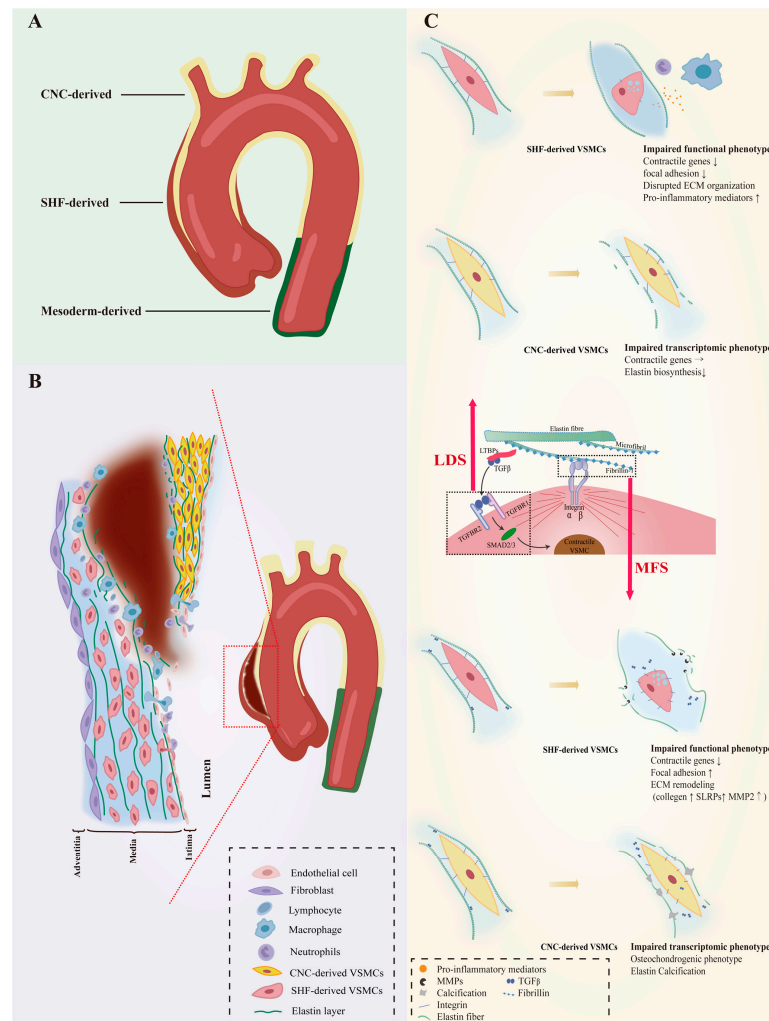 A
CNC-derived
SHF-derived
Mesoderm-derived
B
Adventitia
Media
Intima
Lumen
Endothelial cell
Fibroblast
Lymphocyte
Macrophage
Neutrophils
CNC-derived VSMCs
SHF-derived VSMCs
Elastin layer
C
SHF-derived VSMCs
Impaired functional phenotype
Contractile genes ↓
focal adhesion ↓
Disrupted ECM organization
Pro-inflammatory mediators ↑
CNC-derived VSMCs
Impaired transcriptomic phenotype
Contractile genes →
Elastin biosynthesis↓
LDS
Elastin fibre
Microfibril
LTBPs
TGFβ
Fibrillin-1
Integrin
α β
TGFBR2
TGFBR1
SMAD2/3
Contractile
VSMC
MFS
SHF-derived VSMCs
Impaired functional phenotype
Contractile genes ↓
Focal adhesion ↑
ECM remodeling
(collagen ↑ SLRPs↑ MMP2 ↑ )
CNC-derived VSMCs
Impaired transcriptomic phenotype
Osteochondrogenic phenotype
Elastin Calcification
Pro-inflammatory mediators
MMPs
TGFβ
Calcification
Fibrillin
Integrin
Elastin fiber